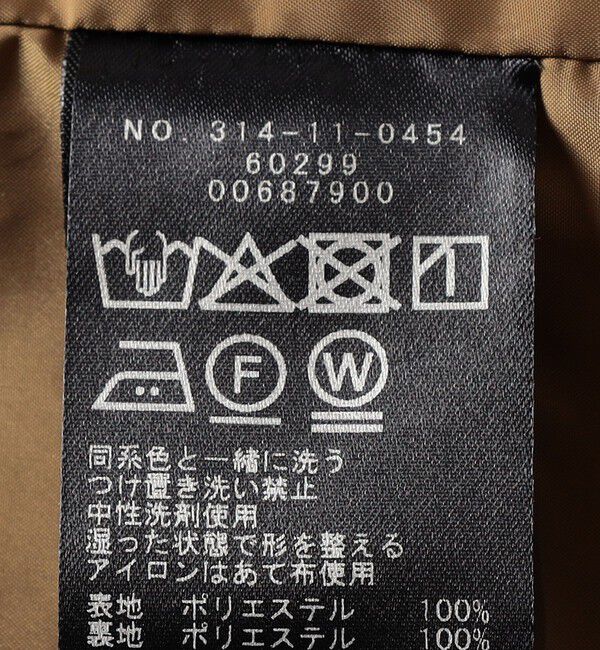 NO. 314-11-0454
60299
00687900
F W
同系色と一緒に洗う
つけ置き洗い禁止
中性洗剤使用
湿った状態で形を整える
アイロンはあて布使用
表地 ポリエステル 100%
裏地 ポリエステル 100%